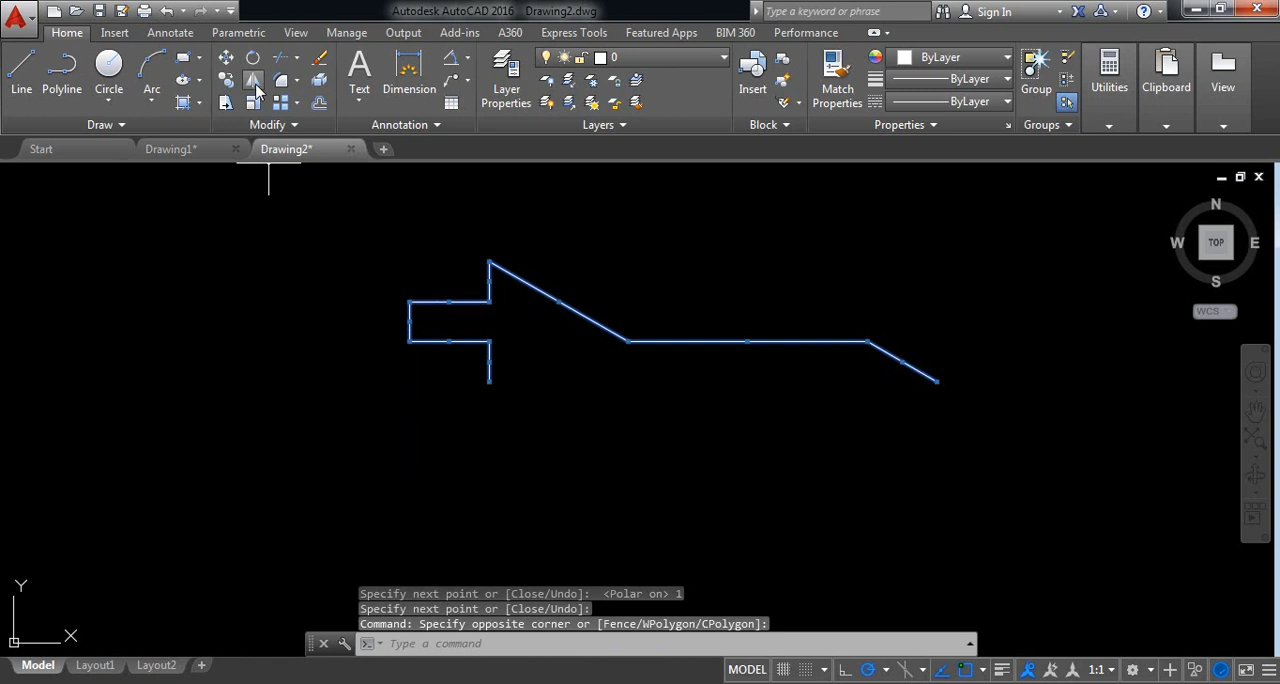 Autodesk AutoCAD 2016 Drawing2.dwg
Type a keyword or phrase
Sign In
Home Insert Annotate Parametric View Manage Output Add-ins A360 Express Tools Featured Apps BIM 360 Performance
Line Polyline Circle Arc
Text Dimension
Layer Properties
0
Insert
Match Properties
ByLayer
ByLayer
ByLayer
Group
Utilities
Clipboard
View
Draw Modify Annotation Layers Block Properties Groups
Start Drawing1* Drawing2*
N
W TOP E
S
WCS
Y
X
Specify next point or [Close/Undo]: <Polar on> 1
Specify next point or [Close/Undo]:
Command: Specify opposite corner or [Fence/WPolygon/CPolygon]:
Type a command
Model Layout1 Layout2
MODEL
1:1